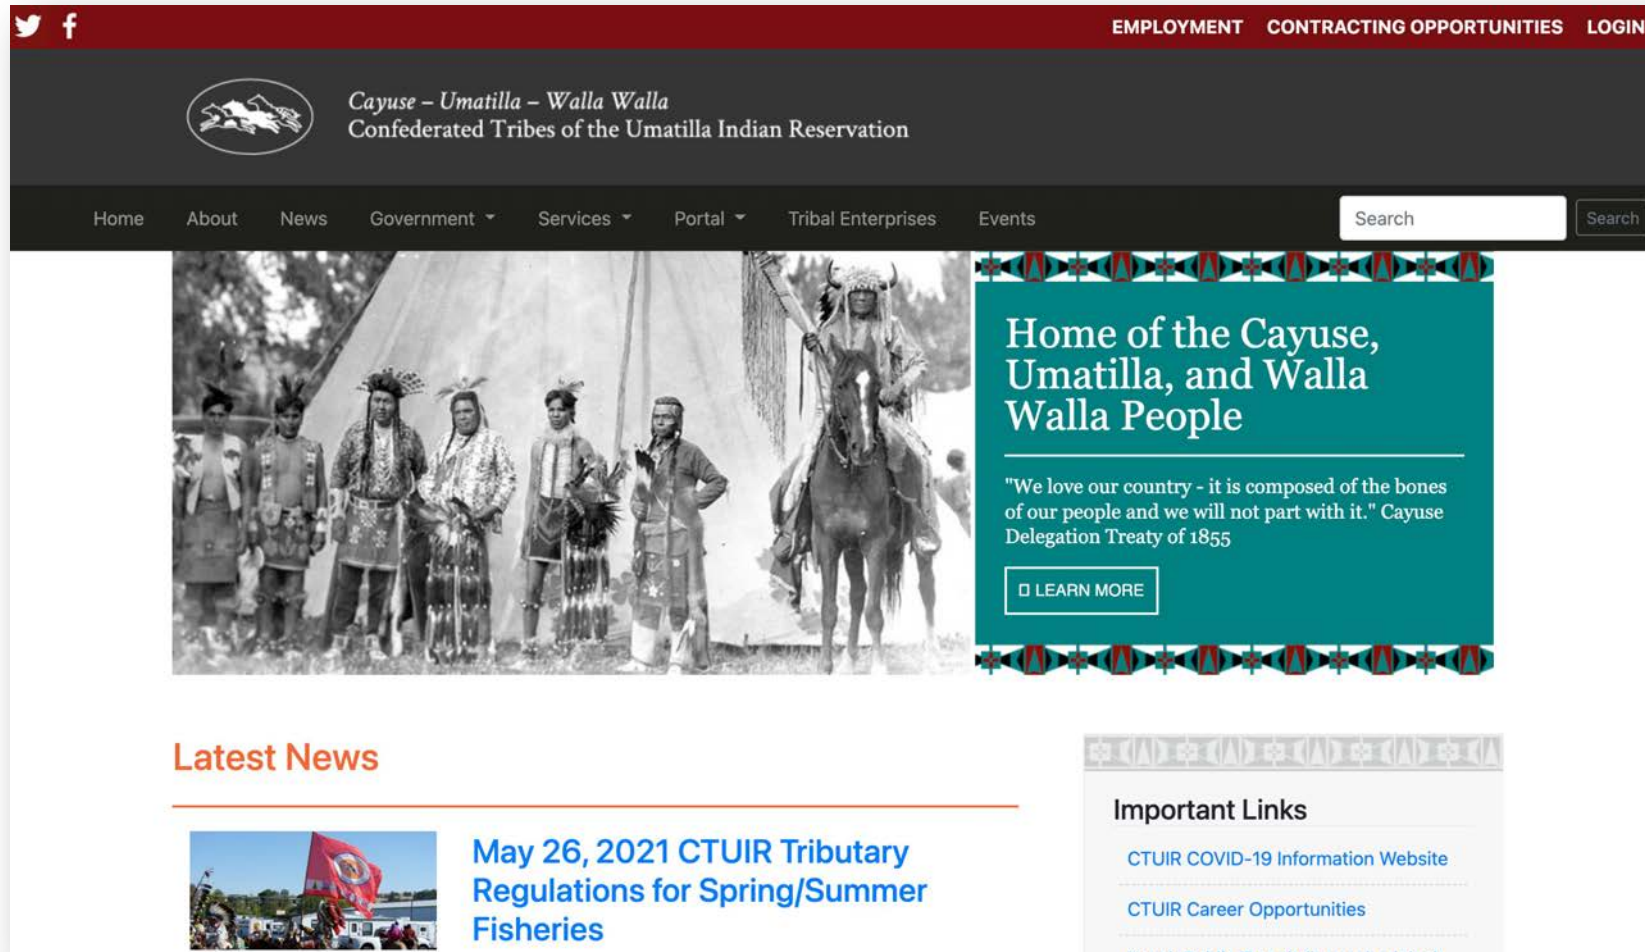 EMPLOYMENT CONTRACTING OPPORTUNITIES LOGIN
Cayuse – Umatilla – Walla Walla
Confederated Tribes of the Umatilla Indian Reservation
Home About News Government Services Portal Tribal Enterprises Events Search Search
Home of the Cayuse,
Umatilla, and Walla
Walla People
"We love our country - it is composed of the bones
of our people and we will not part with it." Cayuse
Delegation Treaty of 1855
LEARN MORE
Latest News
May 26, 2021 CTUIR Tributary
Regulations for Spring/Summer
Fisheries
Important Links
CTUIR COVID-19 Information Website
CTUIR Career Opportunities